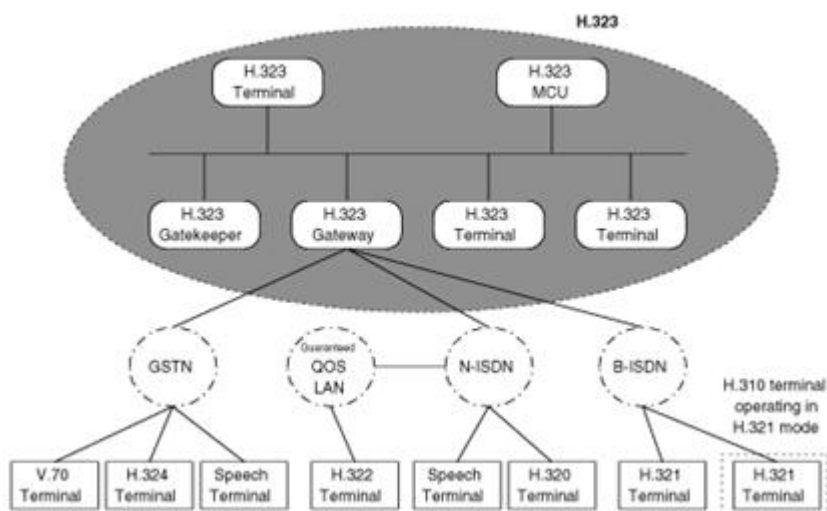 H.323
H.323
Terminal
H.323
MCU
H.323
Gatekeeper
H.323
Gateway
H.323
Terminal
H.323
Terminal
GSTN
Guaranteed
QOS
LAN
N-ISDN
B-ISDN
H.310 terminal
operating in
H.321 mode
V.70
Terminal
H.324
Terminal
Speech
Terminal
H.322
Terminal
Speech
Terminal
H.320
Terminal
H.321
Terminal
H.321
Terminal